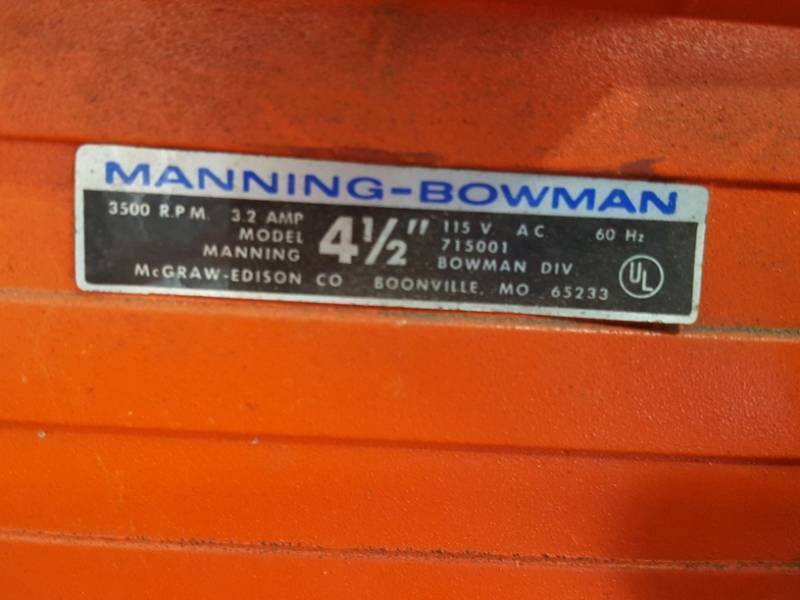 MANNING-BOWMAN
3500 R.P.M. 3.2 AMP 4½" 115 V. AC 60 Hz
MODEL 715001
MANNING BOWMAN DIV.
McGRAW-EDISON CO. BOONVILLE, MO. 65233
UL